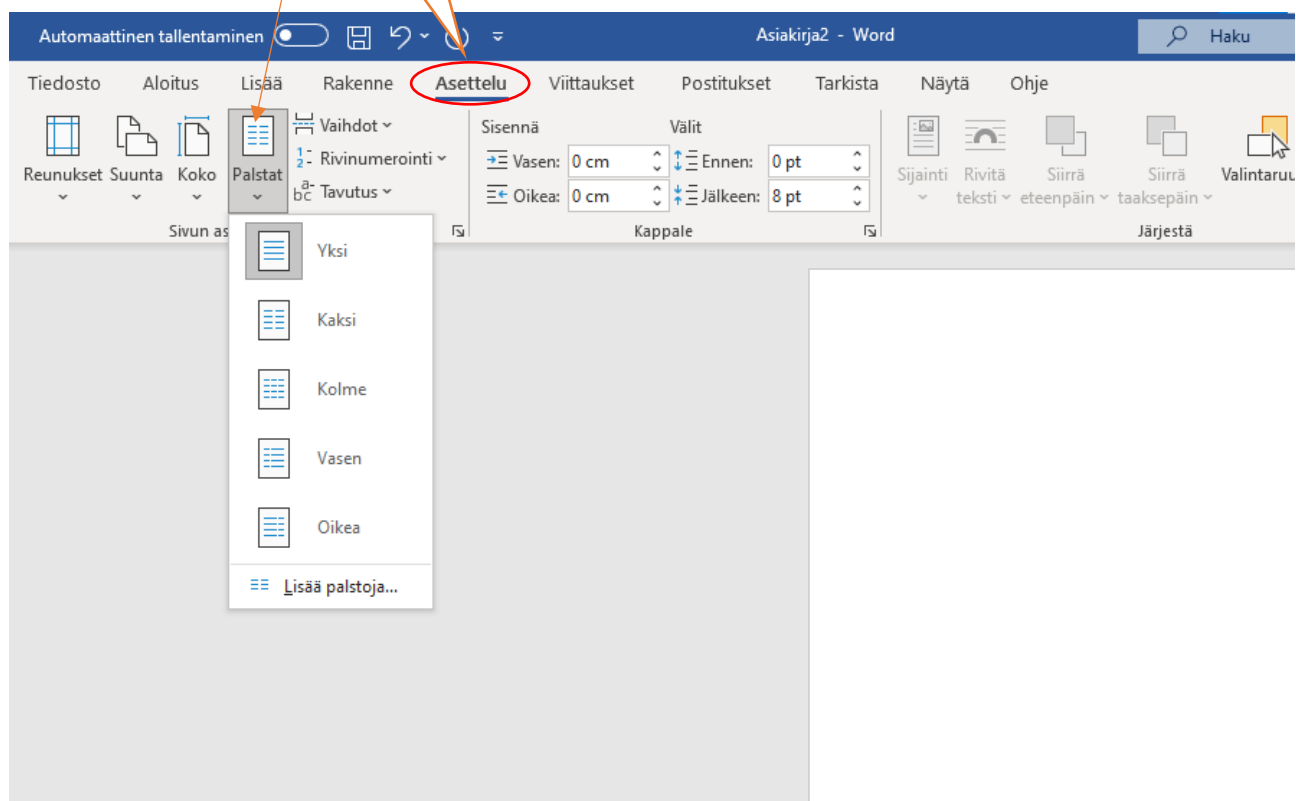 Automaattinen tallentaminen
Asiakirja2 - Word
Haku
Tiedosto Aloitus Lisää Rakenne Asettelu Viittaukset Postitukset Tarkista Näytä Ohje
Reunukset Suunta Koko Palstat
Vaihdot
Rivinumerointi
Tavutus
Sisennä Välit
Vasen: 0 cm Ennen: 0 pt
Oikea: 0 cm Jälkeen: 8 pt
Sijainti Rivitä teksti Siirrä eteenpäin Siirrä taaksepäin
Sivun as Kappale Järjestä
Yksi
Kaksi
Kolme
Vasen
Oikea
Lisää palstoja...